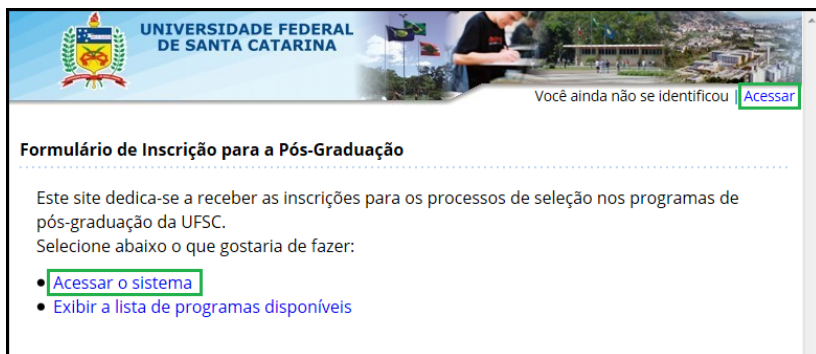 UNIVERSIDADE FEDERAL
DE SANTA CATARINA
Você ainda não se identificou | Acessar
Formulário de Inscrição para a Pós-Graduação
Este site dedica-se a receber as inscrições para os processos de seleção nos programas de
pós-graduação da UFSC.
Selecione abaixo o que gostaria de fazer:
• Acessar o sistema
• Exibir a lista de programas disponíveis